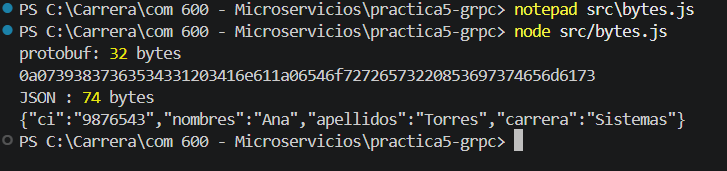 PS C:\Carrera\com 600 - Microservicios\practica5-grpc> notepad src\bytes.js
PS C:\Carrera\com 600 - Microservicios\practica5-grpc> node src/bytes.js
protobuf: 32 bytes
0a07393837363534331203416e611a06546f72726573220853697374656d6173
JSON : 74 bytes
{"ci":"9876543","nombres":"Ana","apellidos":"Torres","carrera":"Sistemas"}
PS C:\Carrera\com 600 - Microservicios\practica5-grpc>